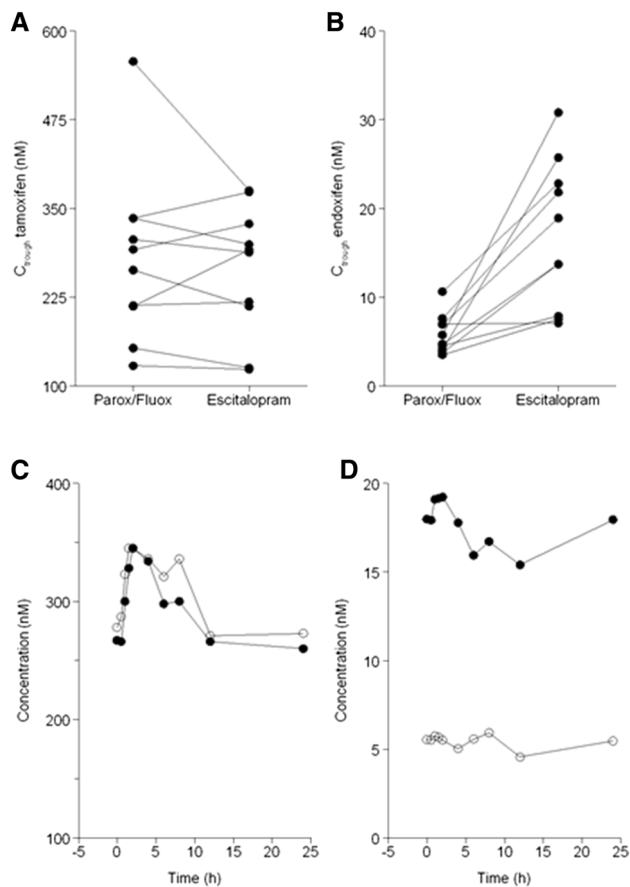 A
B
600
475
350
225
100
C_trough tamoxifen (nM)
Parox/Fluox Escitalopram
40
30
20
10
0
C_trough endoxifen (nM)
Parox/Fluox Escitalopram
C
D
400
300
200
100
Concentration (nM)
-5 0 5 10 15 20 25
Time (h)
20
15
10
5
0
Concentration (nM)
-5 0 5 10 15 20 25
Time (h)